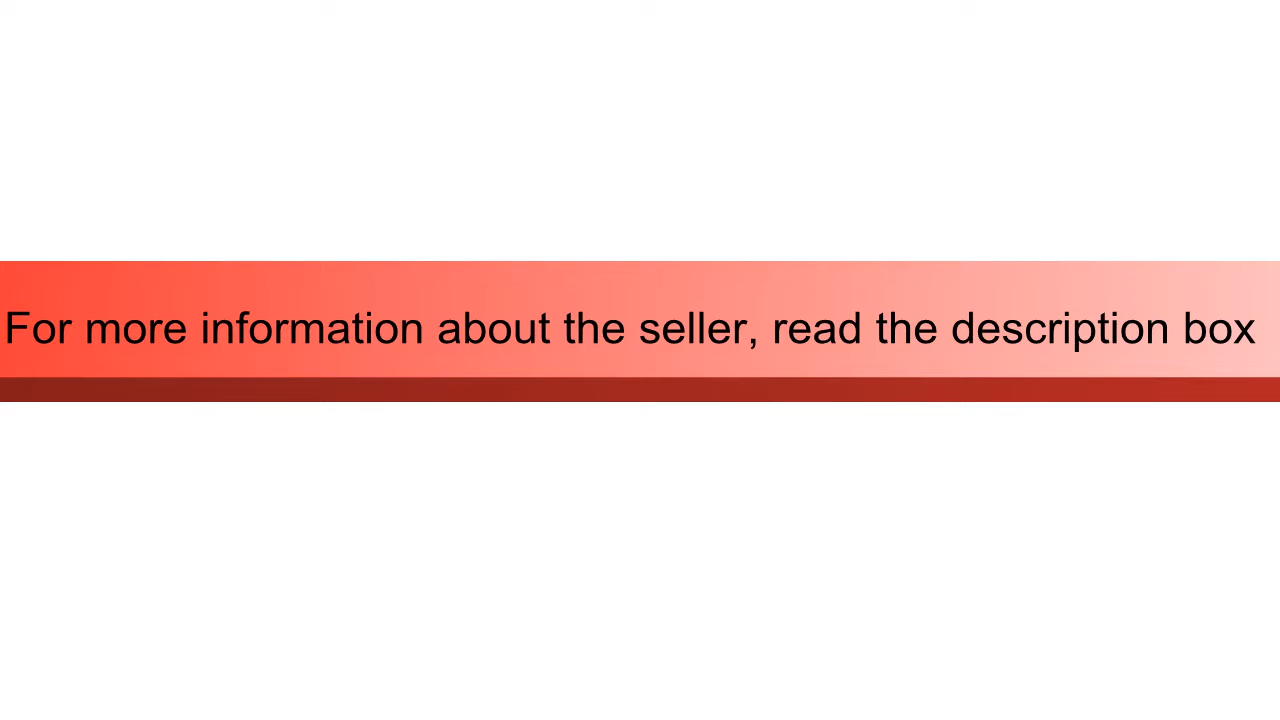 For more information about the seller, read the description box